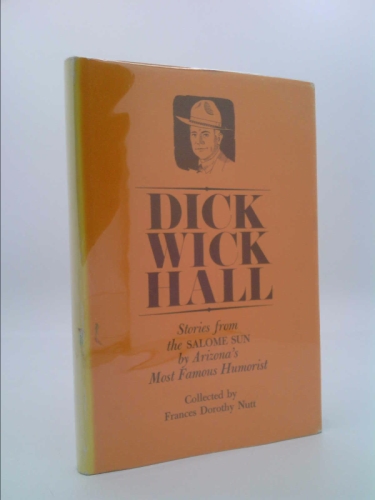 DICK
WICK
HALL
Stories from
the SALOME SUN
by Arizona's
Most Famous Humorist
Collected by
Frances Dorothy Nutt